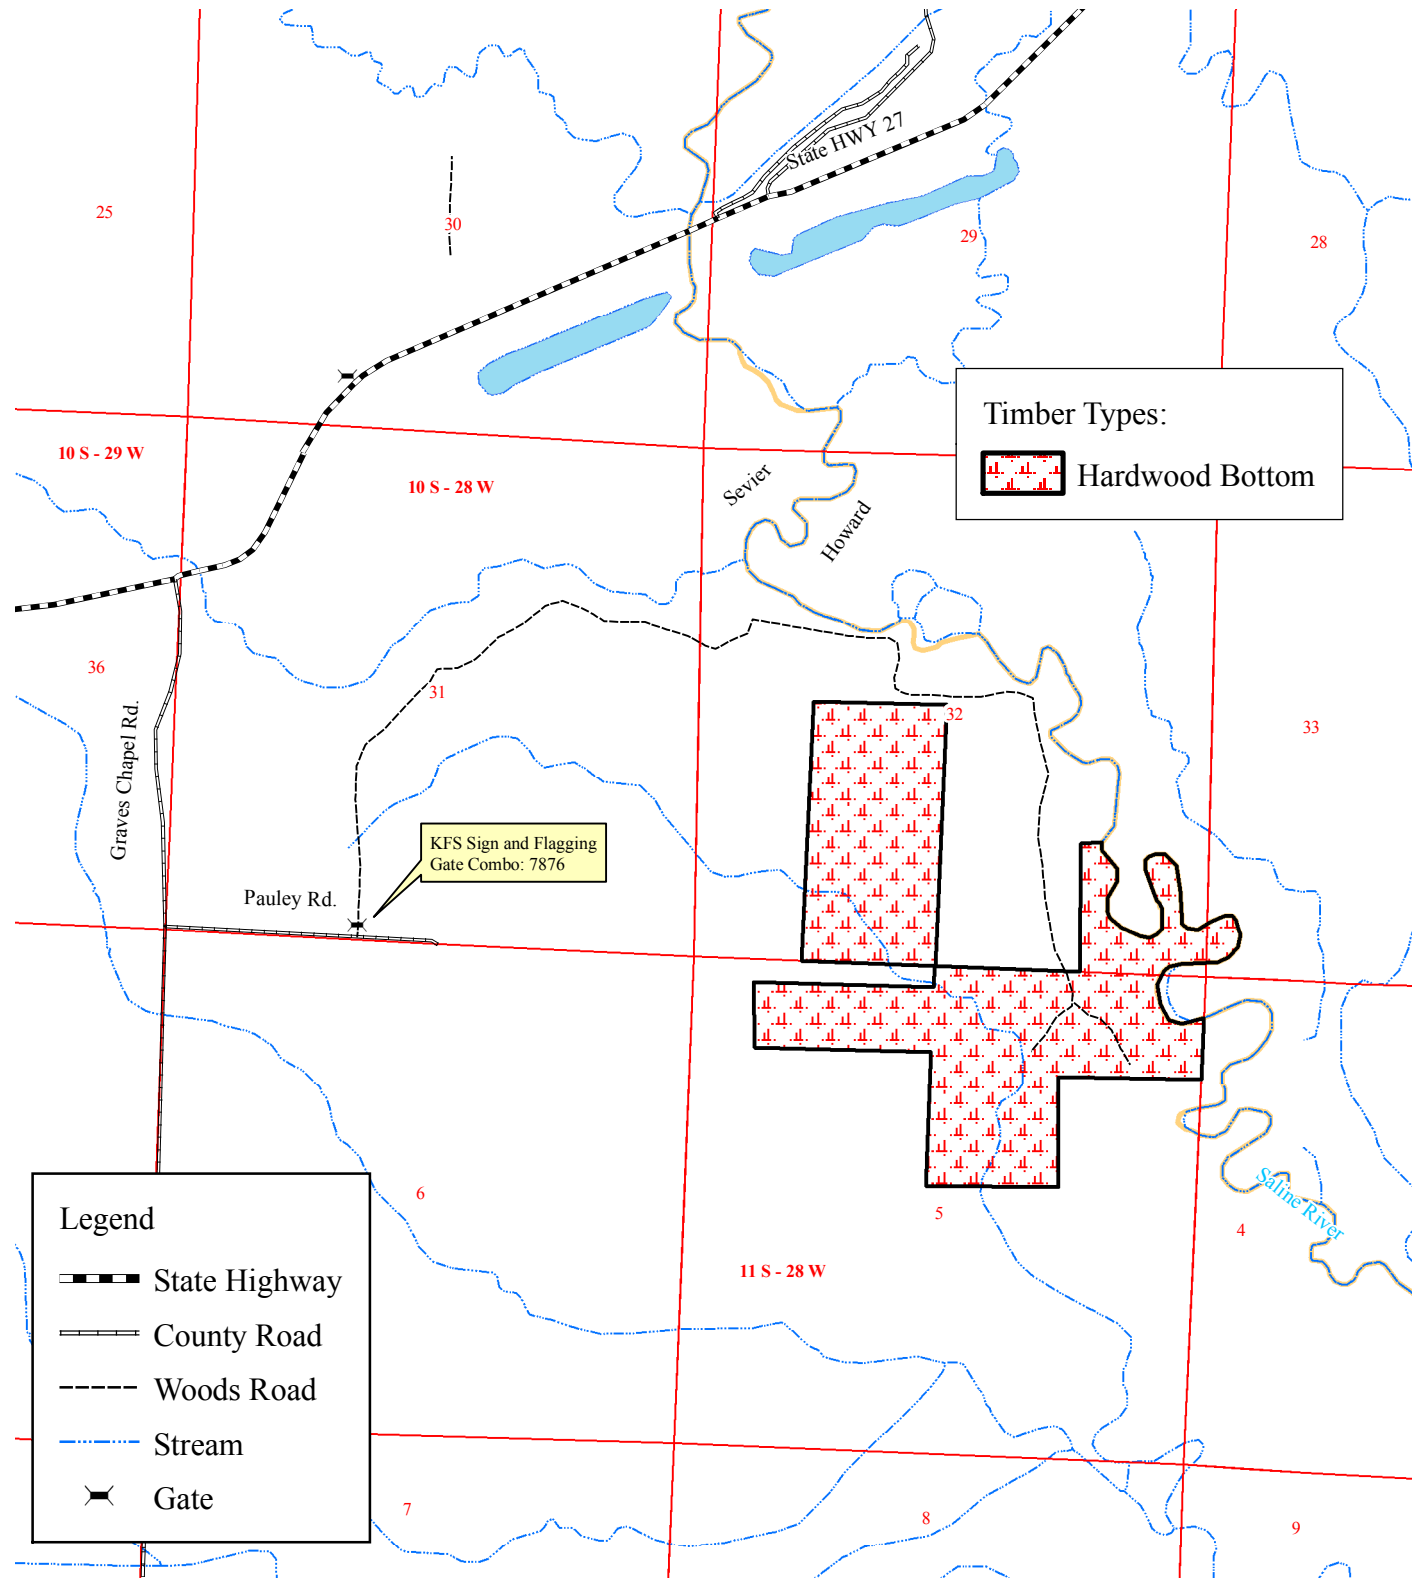 State HWY 27
25
30
29
28
Timber Types:
Hardwood Bottom
10 S - 29 W
10 S - 28 W
Sevier
Howard
36
31
32
33
Graves Chapel Rd.
KFS Sign and Flagging
Gate Combo: 7876
Pauley Rd.
6
5
4
Saline River
11 S - 28 W
Legend
State Highway
County Road
Woods Road
Stream
Gate
7
8
9